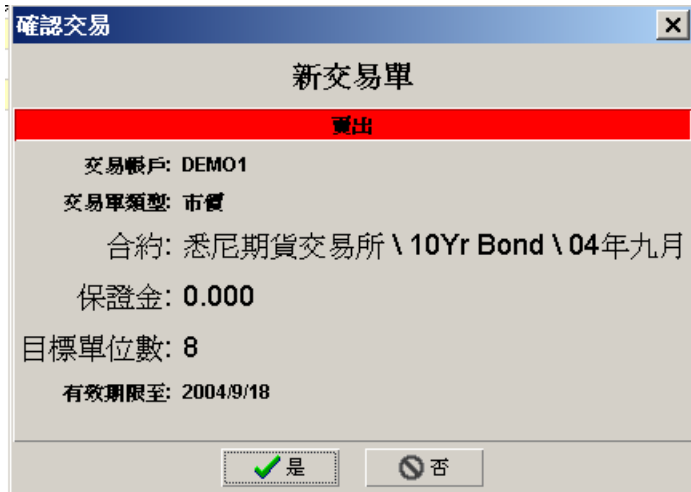 確認交易
新交易單
賣出
交易帳戶: DEMO1
交易單類型: 市價
合約: 悉尼期貨交易所 \ 10Yr Bond \ 04年九月
保證金: 0.000
目標單位數: 8
有效期限至: 2004/9/18
是 否